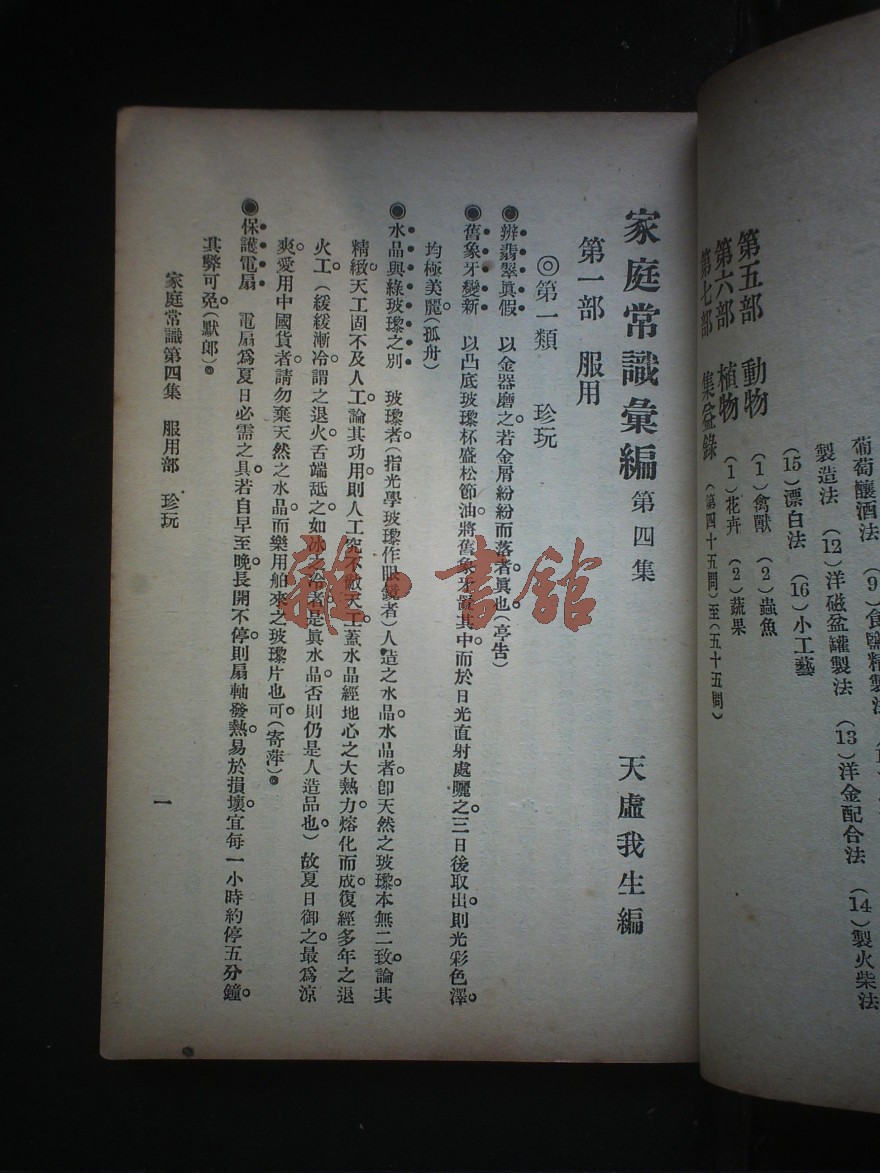 葡萄釀酒法 (9)食鹽精製法
製造法 (12)洋磁盆罐製法 (13)洋金配合法 (14)製火柴法
(15)漂白法 (16)小工藝
第五部 動物
(1)禽獸 (2)蟲魚
第六部 植物
(1)花卉 (2)蔬果
第七部 集益錄 (第四十五問)至(五十五問)
家庭常識彙編 第四集 天虛我生編
第一部 服用
◎第一類 珍玩
◉辨翡翠眞假 以金器磨之若金屑紛紛而落者眞也。(亭吿)
◉舊象牙變新 以凸底玻瓈杯盛松節油。將舊象牙置其中而於日光直射處曬之。三日後取出。則光彩色澤。
均極美麗。(孤舟)
◉水晶與綠玻瓈之別 玻瓈者(指光學玻瓈作眼鏡者)人造之水晶。水晶者。卽天然之玻瓈。本無二致。論其
精緻。天工固不及人工。論其功用。則人工究不敵天工。蓋水晶經地心之大熱力熔化而成。復經多年之退
火工。(緩緩漸冷謂之退火。舌端舐之。如冰之冷者是眞水晶。否則仍是人造品也)故夏日御之。最爲涼
爽。愛用中國貨者。請勿棄天然之水晶。而樂用舶來之玻瓈片也可。(寄萍)◉
◉保護電扇 電扇爲夏日必需之具。若自早至晚。長開不停。則扇軸發熱。易於損壞。宜每一小時約停五分鐘。
其弊可免。(默郎)◉
家庭常識第四集 服用部 珍玩
一
雜·書館